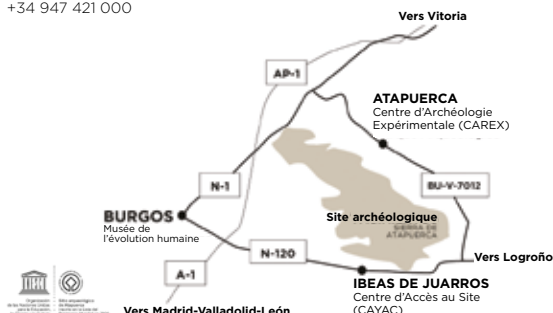 +34 947 421 000
Vers Vitoria
AP-1
ATAPUERCA
Centre d'Archéologie
Expérimentale (CAREX)
N-1
BU-V-7012
BURGOS
Musée de
l'évolution humaine
Site archéologique
SIERRA DE
ATAPUERCA
N-120
Vers Logroño
A-1
IBEAS DE JUARROS
Centre d'Accès au Site
(CAYAC)
Vers Madrid-Valladolid-León